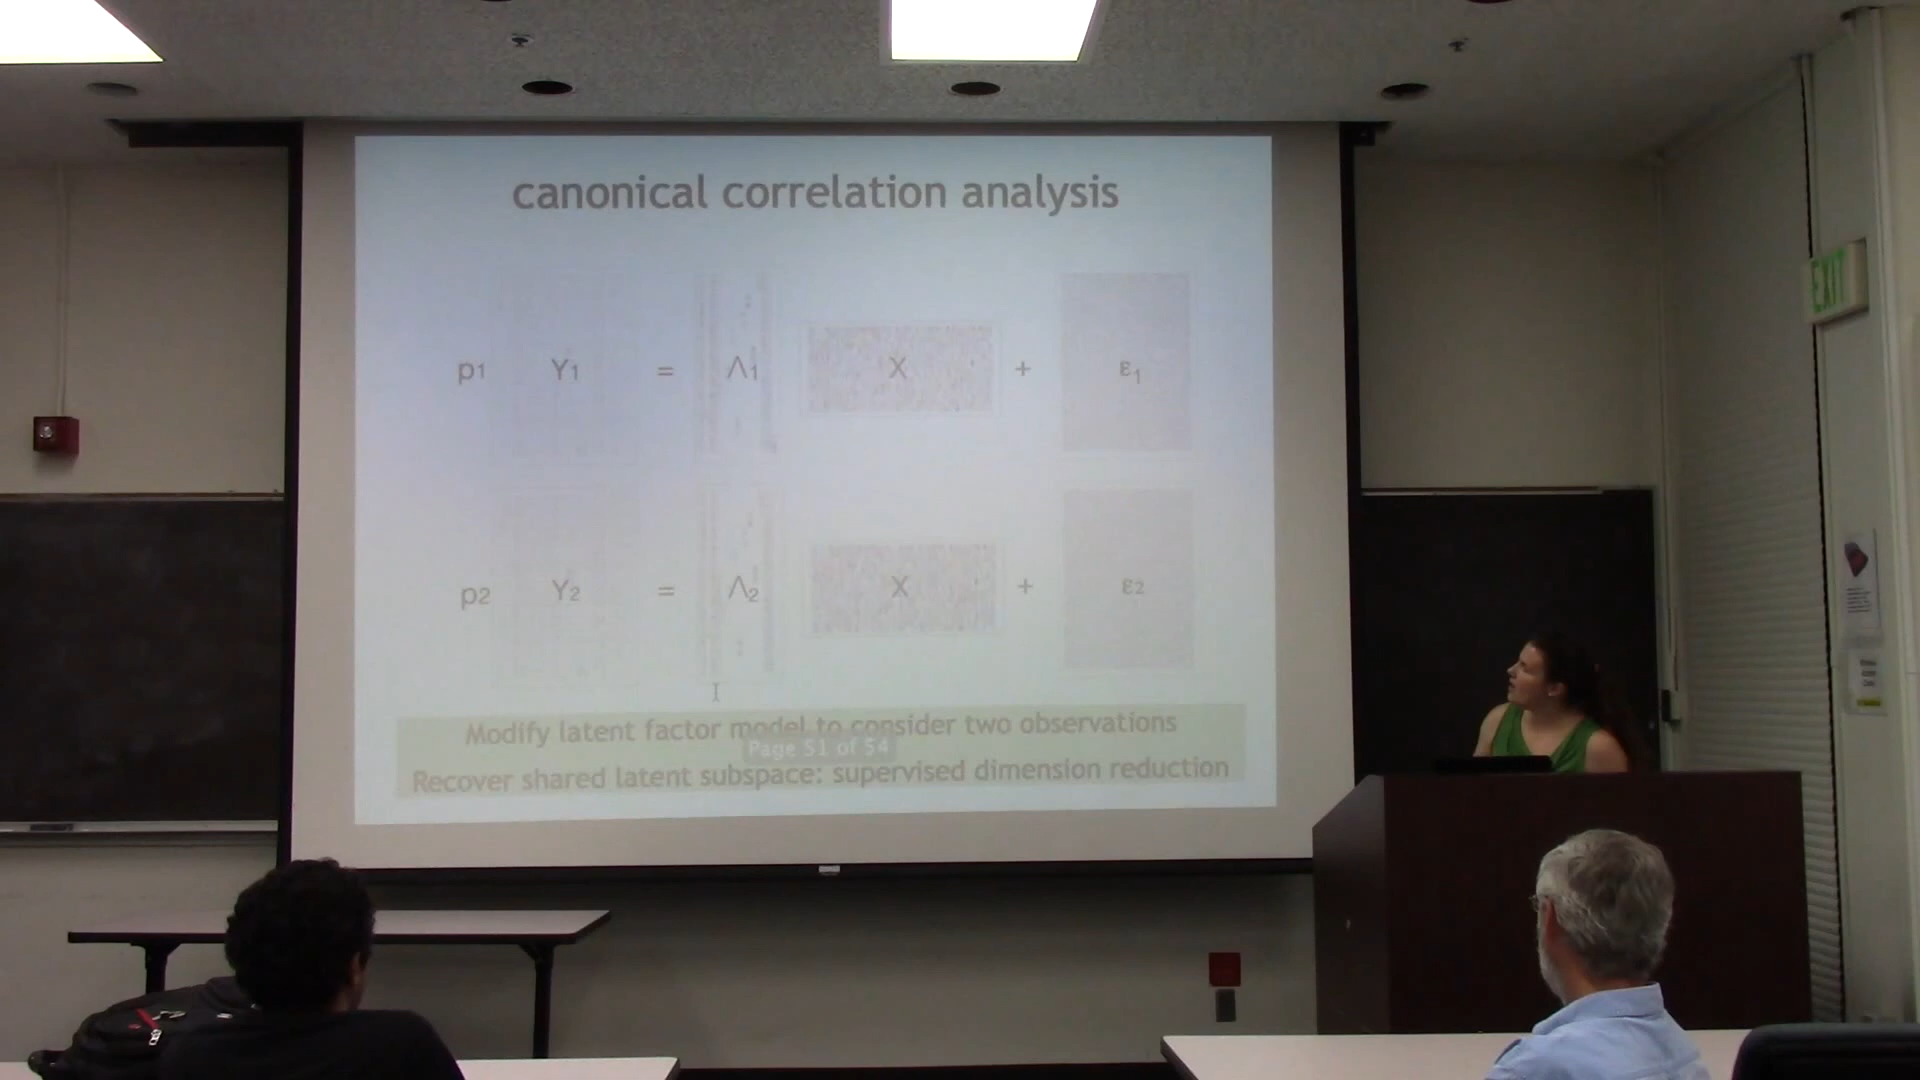 canonical correlation analysis
p1 Y1 = Λ1 X + ε1
p2 Y2 = Λ2 X + ε2
Modify latent factor model to consider two observations
Page 51 of 54
Recover shared latent subspace: supervised dimension reduction
EXIT